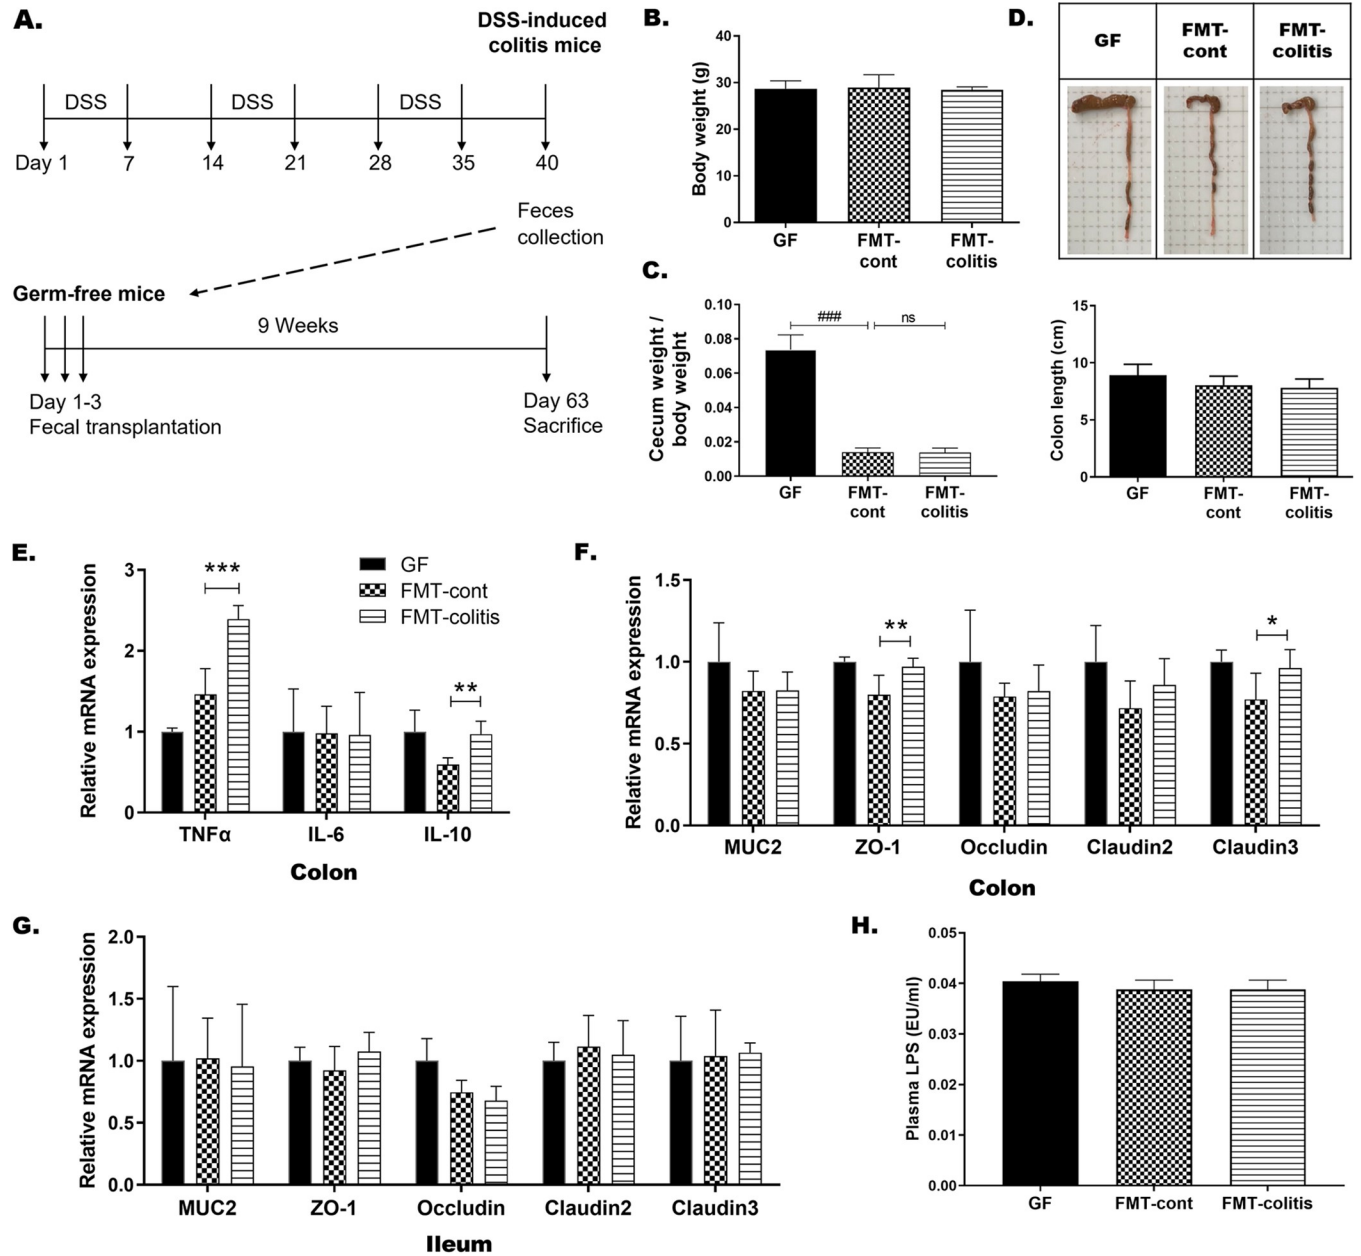 A.
DSS-induced
colitis mice
DSS DSS DSS
Day 1 7 14 21 28 35 40
Feces
collection
Germ-free mice
9 Weeks
Day 1-3
Fecal transplantation
Day 63
Sacrifice
B.
Body weight (g)
40
30
20
10
0
GF FMT-cont FMT-colitis
C.
Cecum weight /
body weight
0.10
0.08
0.06
0.04
0.02
0.00
### ns
GF FMT-cont FMT-colitis
D.
GF FMT-cont FMT-colitis
Colon length (cm)
15
10
5
0
GF FMT-cont FMT-colitis
E.
Relative mRNA expression
3
2
1
0
*** **
GF
FMT-cont
FMT-colitis
TNFα IL-6 IL-10
Colon
F.
Relative mRNA expression
1.5
1.0
0.5
0.0
** *
MUC2 ZO-1 Occludin Claudin2 Claudin3
Colon
G.
Relative mRNA expression
2.0
1.5
1.0
0.5
0.0
MUC2 ZO-1 Occludin Claudin2 Claudin3
Ileum
H.
Plasma LPS (EU/ml)
0.05
0.04
0.03
0.02
0.01
0.00
GF FMT-cont FMT-colitis